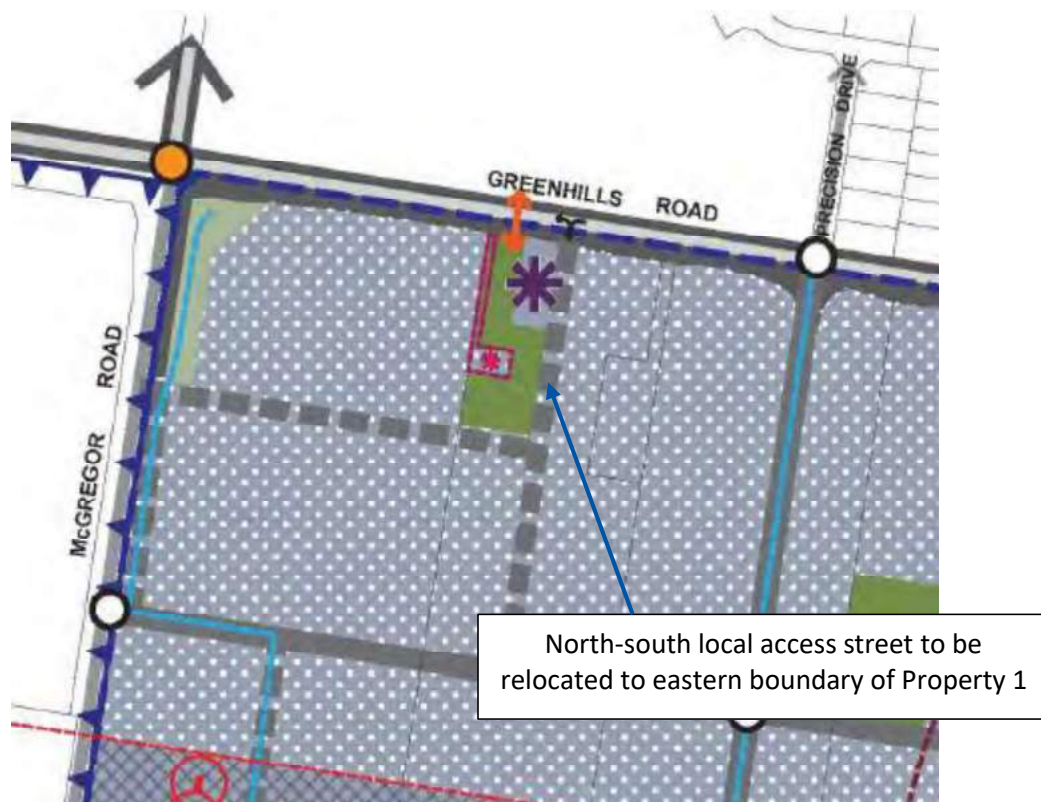 GREENHILLS ROAD
PRECISION DRIVE
McGREGOR ROAD
North-south local access street to be
relocated to eastern boundary of Property 1